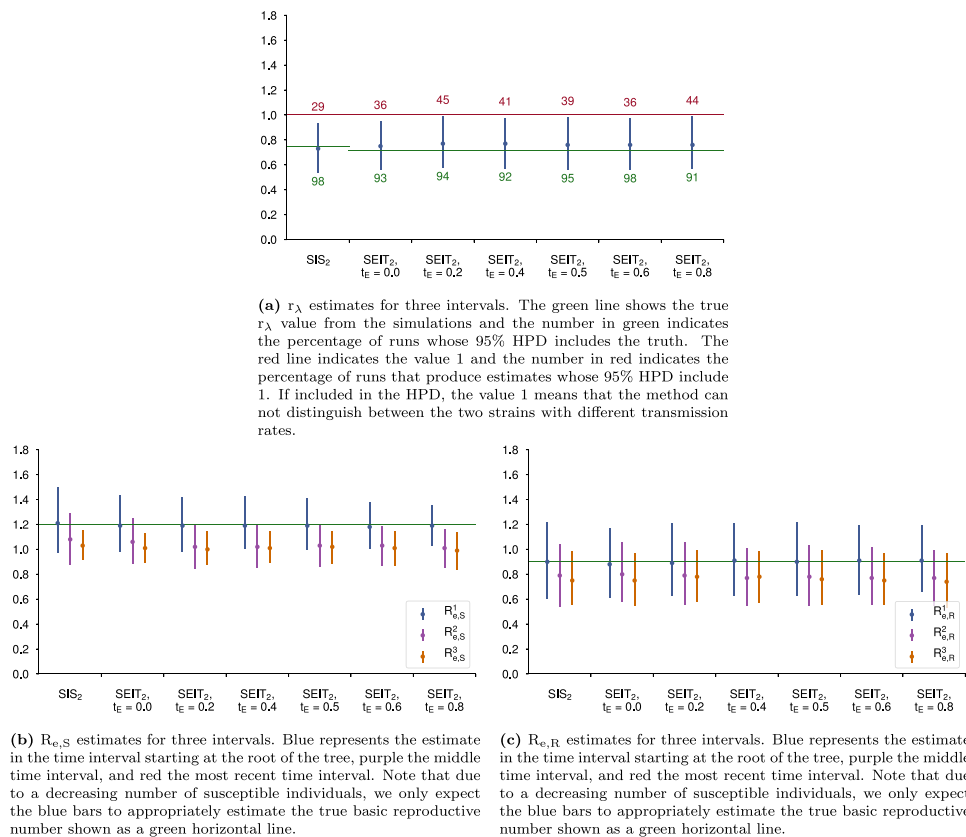 1.8
1.6
1.4
1.2
1.0
0.8
0.6
0.4
0.2
0.0
29 36 45 41 39 36 44
98 93 94 92 95 98 91
SIS2 SEIT2, SEIT2, SEIT2, SEIT2, SEIT2, SEIT2,
tE = 0.0 tE = 0.2 tE = 0.4 tE = 0.5 tE = 0.6 tE = 0.8
(a) rλ estimates for three intervals. The green line shows the true
rλ value from the simulations and the number in green indicates
the percentage of runs whose 95% HPD includes the truth. The
red line indicates the value 1 and the number in red indicates the
percentage of runs that produce estimates whose 95% HPD include
1. If included in the HPD, the value 1 means that the method can
not distinguish between the two strains with different transmission
rates.
1.8
1.6
1.4
1.2
1.0
0.8
0.6
0.4
0.2
0.0
R¹e,S
R²e,S
R³e,S
SIS2 SEIT2, SEIT2, SEIT2, SEIT2, SEIT2, SEIT2,
tE = 0.0 tE = 0.2 tE = 0.4 tE = 0.5 tE = 0.6 tE = 0.8
(b) Re,S estimates for three intervals. Blue represents the estimate
in the time interval starting at the root of the tree, purple the middle
time interval, and red the most recent time interval. Note that due
to a decreasing number of susceptible individuals, we only expect
the blue bars to appropriately estimate the true basic reproductive
number shown as a green horizontal line.
1.8
1.6
1.4
1.2
1.0
0.8
0.6
0.4
0.2
0.0
R¹e,R
R²e,R
R³e,R
SIS2 SEIT2, SEIT2, SEIT2, SEIT2, SEIT2, SEIT2,
tE = 0.0 tE = 0.2 tE = 0.4 tE = 0.5 tE = 0.6 tE = 0.8
(c) Re,R estimates for three intervals. Blue represents the estimate
in the time interval starting at the root of the tree, purple the middle
time interval, and red the most recent time interval. Note that due
to a decreasing number of susceptible individuals, we only expect
the blue bars to appropriately estimate the true basic reproductive
number shown as a green horizontal line.